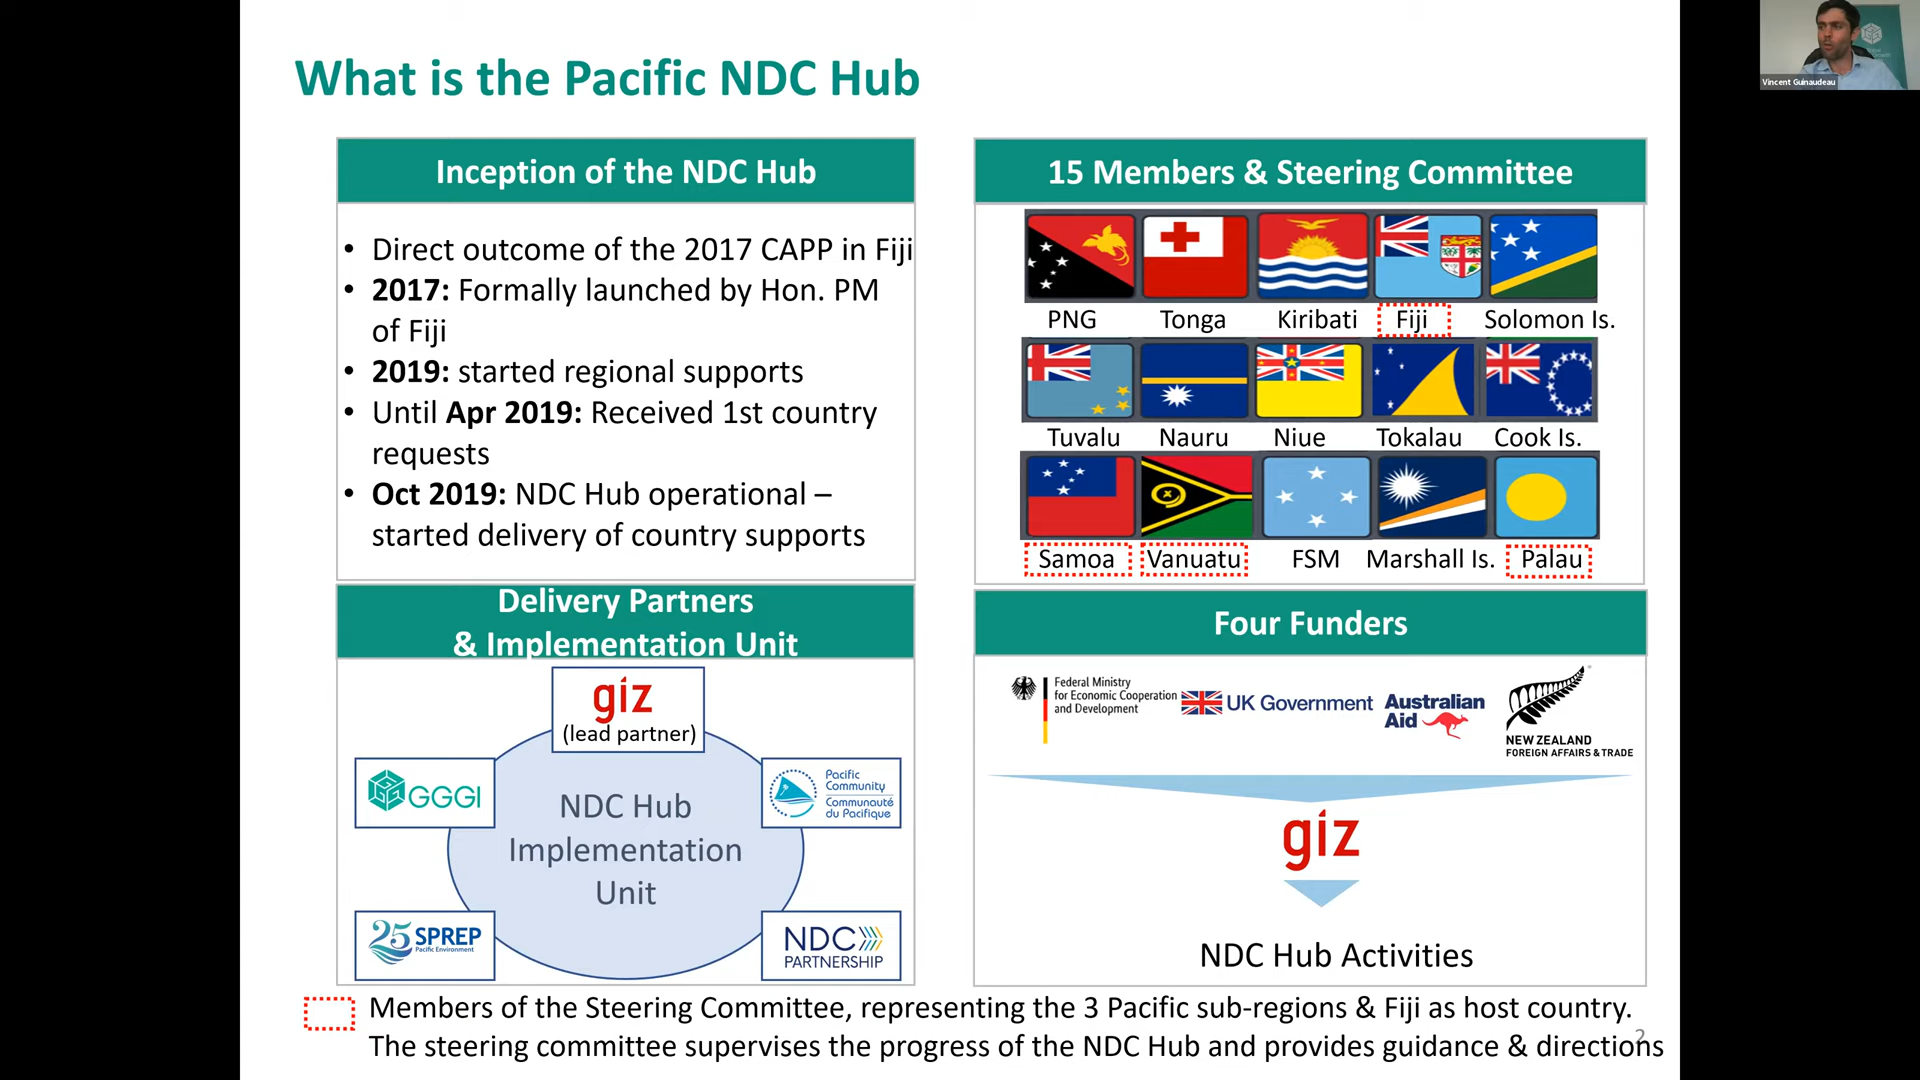 What is the Pacific NDC Hub
Vincent Guinaudeau
Inception of the NDC Hub
• Direct outcome of the 2017 CAPP in Fiji
• 2017: Formally launched by Hon. PM
of Fiji
• 2019: started regional supports
• Until Apr 2019: Received 1st country
requests
• Oct 2019: NDC Hub operational –
started delivery of country supports
15 Members & Steering Committee
PNG Tonga Kiribati Fiji Solomon Is.
Tuvalu Nauru Niue Tokalau Cook Is.
Samoa Vanuatu FSM Marshall Is. Palau
Delivery Partners
& Implementation Unit
giz
(lead partner)
GGGI
Pacific
Community
Communauté
du Pacifique
NDC Hub
Implementation
Unit
25 SPREP
Pacific Environment
NDC
PARTNERSHIP
Four Funders
Federal Ministry
for Economic Cooperation
and Development
UK Government
Australian
Aid
NEW ZEALAND
FOREIGN AFFAIRS & TRADE
giz
NDC Hub Activities
Members of the Steering Committee, representing the 3 Pacific sub-regions & Fiji as host country.
The steering committee supervises the progress of the NDC Hub and provides guidance & directions
2